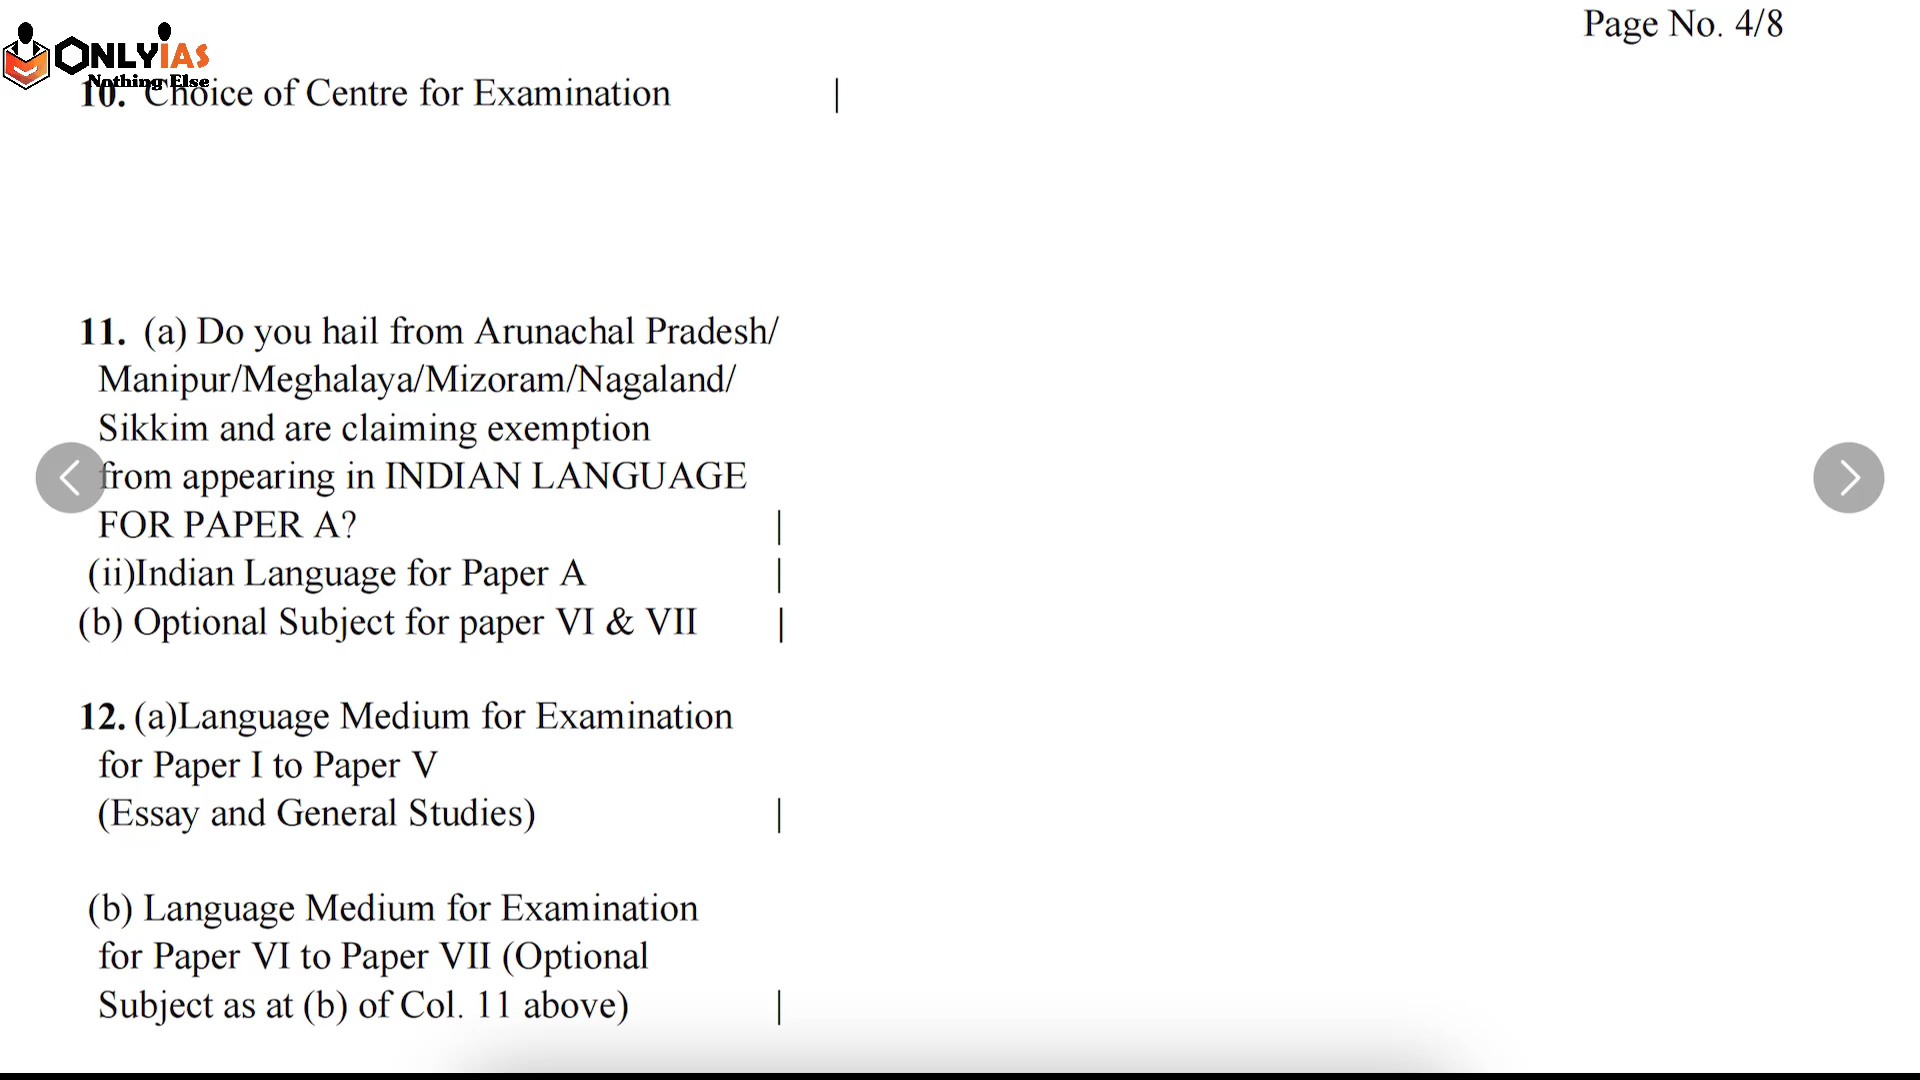 Page No. 4/8
ONLYIAS
Nothing Else
10. Choice of Centre for Examination |
11. (a) Do you hail from Arunachal Pradesh/
Manipur/Meghalaya/Mizoram/Nagaland/
Sikkim and are claiming exemption
from appearing in INDIAN LANGUAGE
FOR PAPER A? |
(ii)Indian Language for Paper A |
(b) Optional Subject for paper VI & VII |
12. (a)Language Medium for Examination
for Paper I to Paper V
(Essay and General Studies) |
(b) Language Medium for Examination
for Paper VI to Paper VII (Optional
Subject as at (b) of Col. 11 above) |